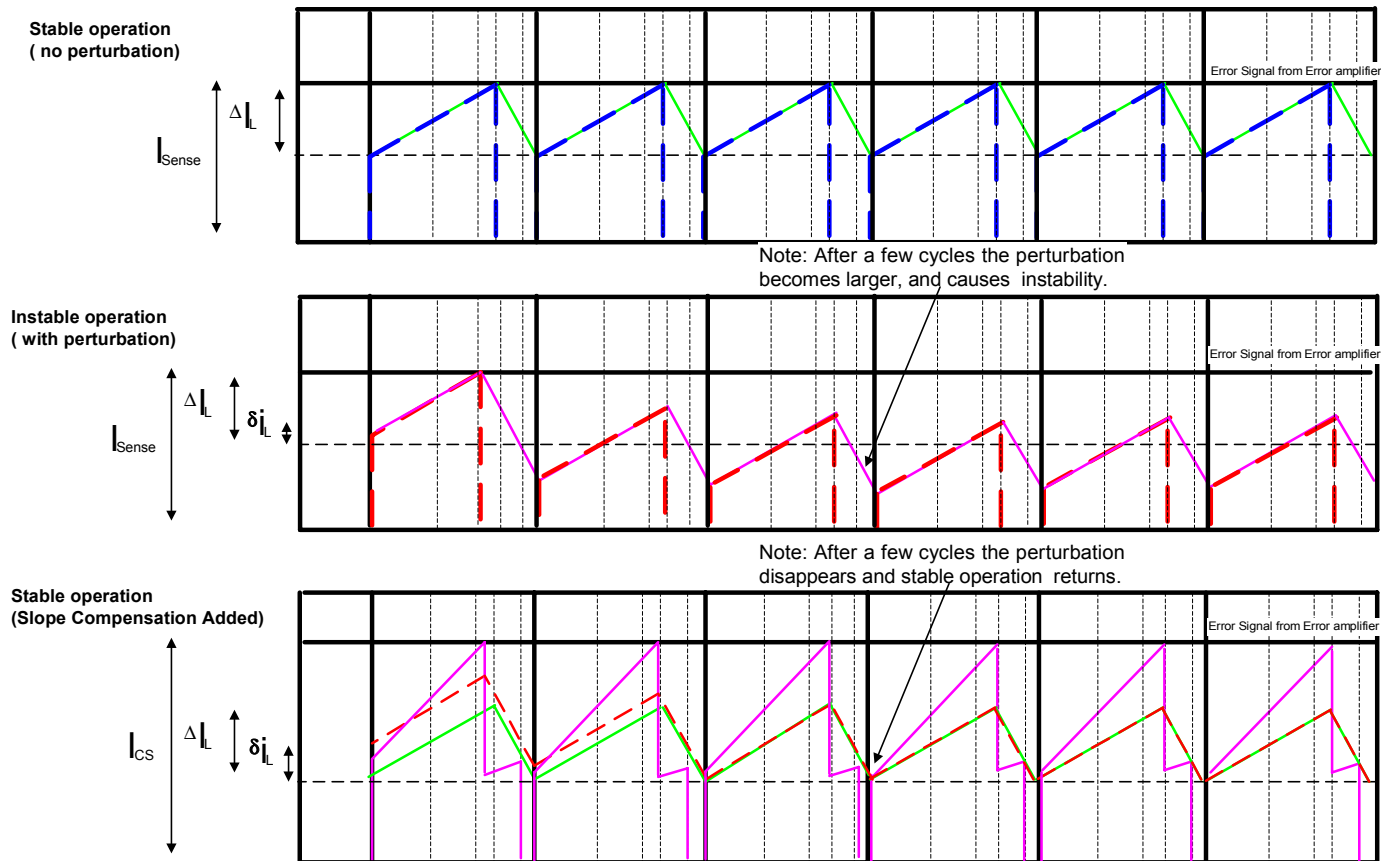 Stable operation
( no perturbation)
Error Signal from Error amplifier
ΔIL
ISense
Note: After a few cycles the perturbation
becomes larger, and causes instability.
Instable operation
( with perturbation)
Error Signal from Error amplifier
ΔIL
δiL
ISense
Note: After a few cycles the perturbation
disappears and stable operation returns.
Stable operation
(Slope Compensation Added)
Error Signal from Error amplifier
ΔIL
δiL
ICS